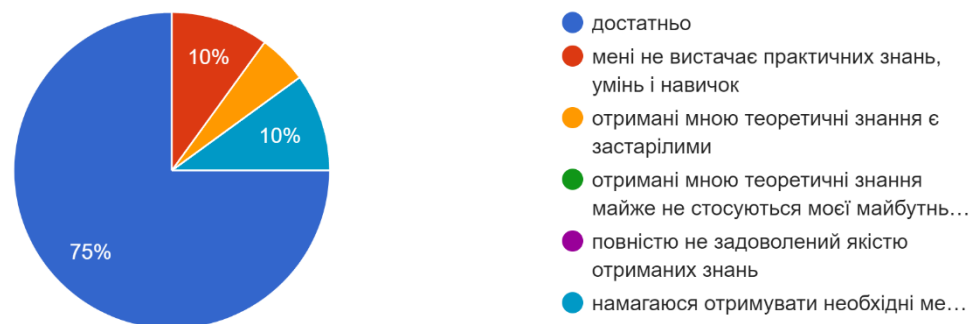 10%
10%
75%
достатньо
мені не вистачає практичних знань,
умінь і навичок
отримані мною теоретичні знання є
застарілими
отримані мною теоретичні знання
майже не стосуються моєї майбутнь…
повністю не задоволений якістю
отриманих знань
намагаюся отримувати необхідні ме…